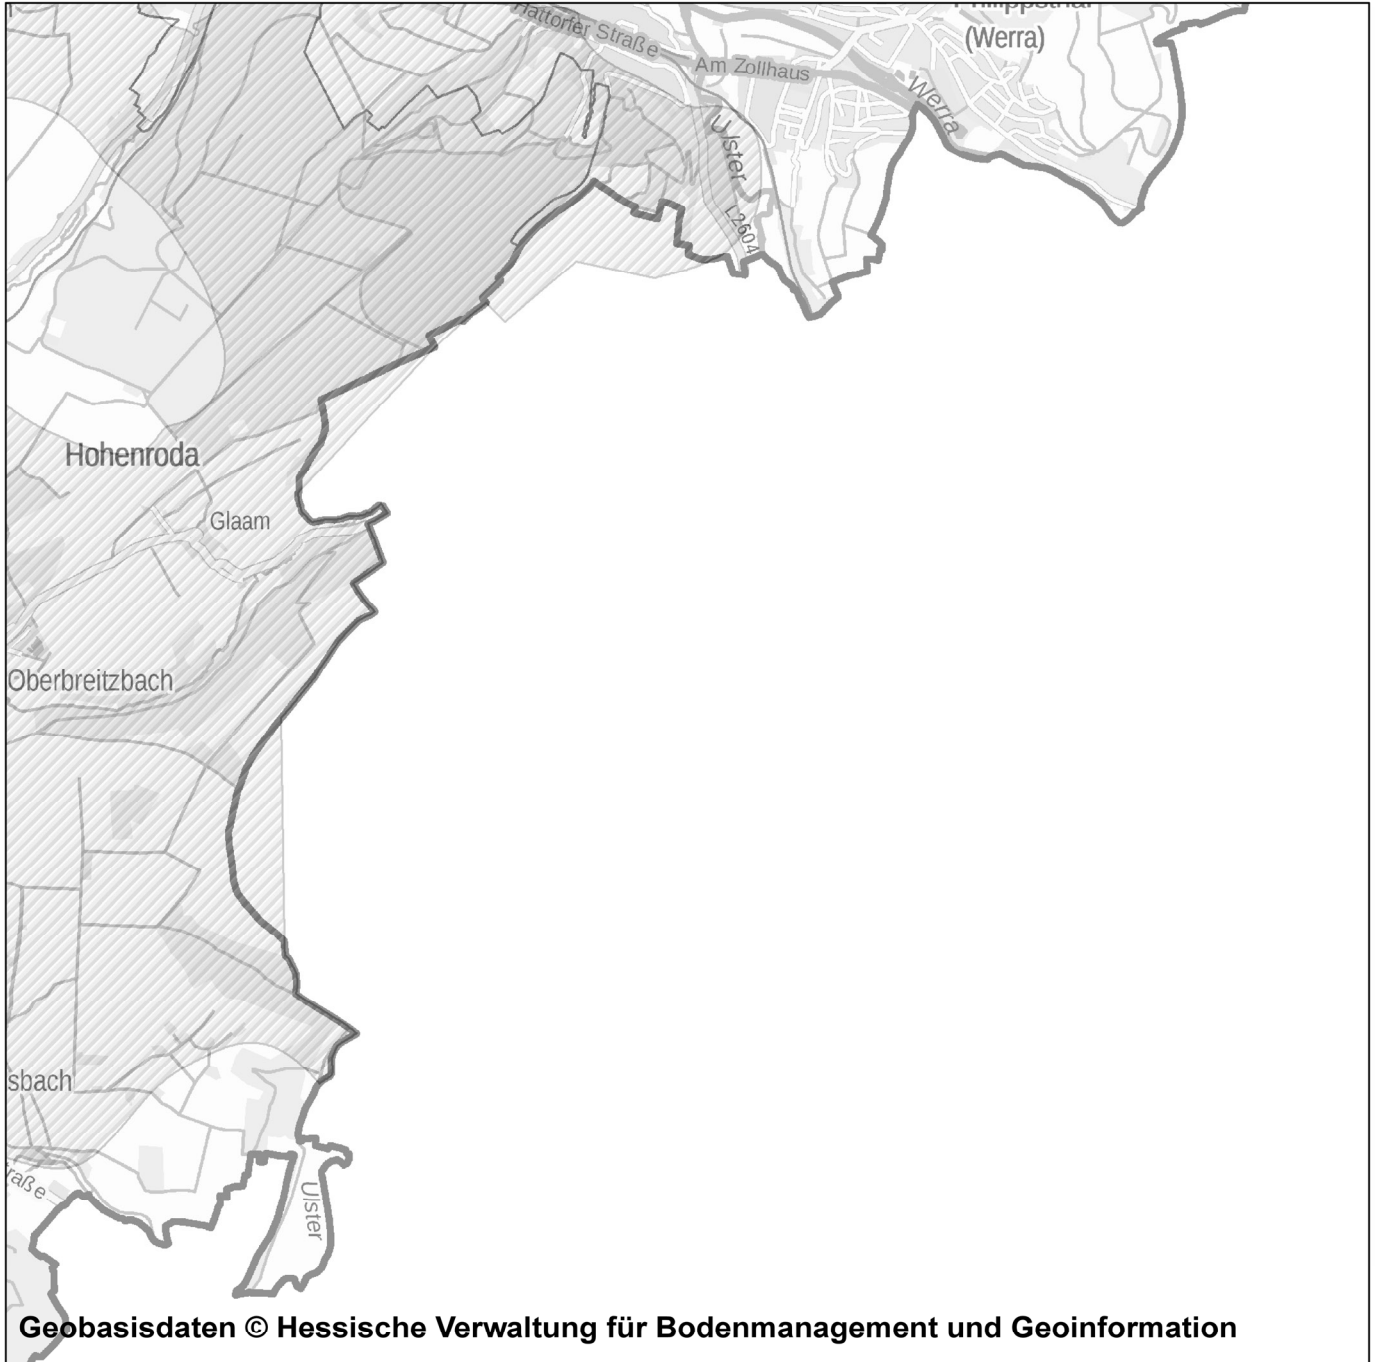 Philippsthal
(Werra)
Hattorfer Straße
Am Zollhaus
Werra
Ulster
L2604
Hohenroda
Glaam
Oberbreitzbach
sbach
raße
Ulster
Geobasisdaten © Hessische Verwaltung für Bodenmanagement und Geoinformation